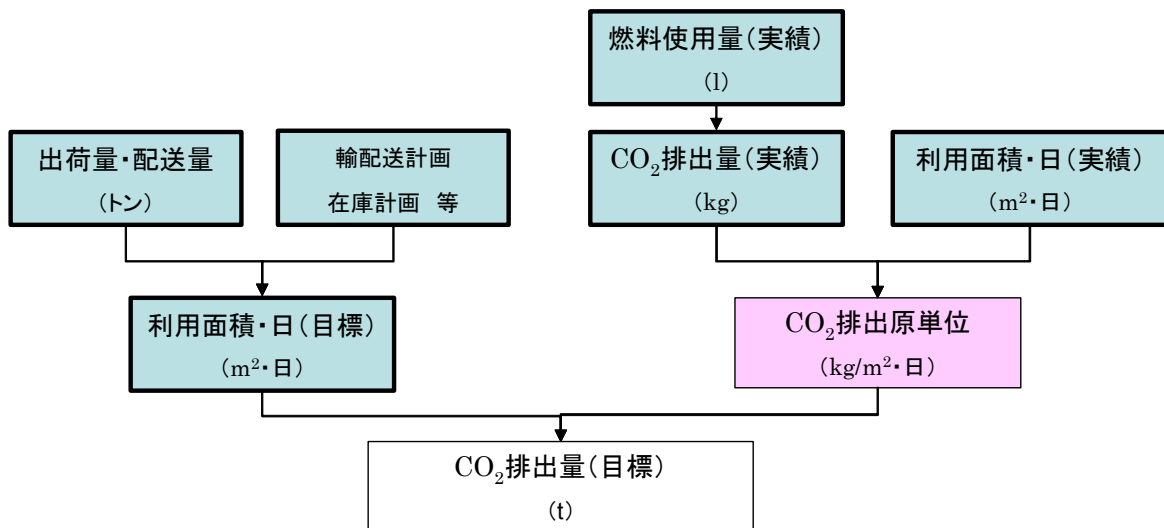 燃料使用量(実績)
(l)
出荷量・配送量
(トン)
輸配送計画
在庫計画 等
CO₂排出量(実績)
(kg)
利用面積・日(実績)
(m²・日)
利用面積・日(目標)
(m²・日)
CO₂排出原単位
(kg/m²・日)
CO₂排出量(目標)
(t)